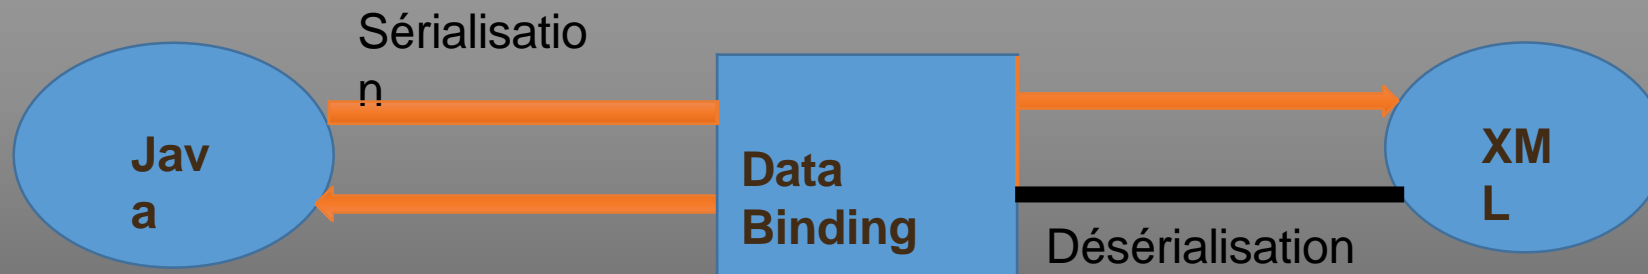 Sérialisatio
n
Jav
a
Data
Binding
XM
L
Désérialisation